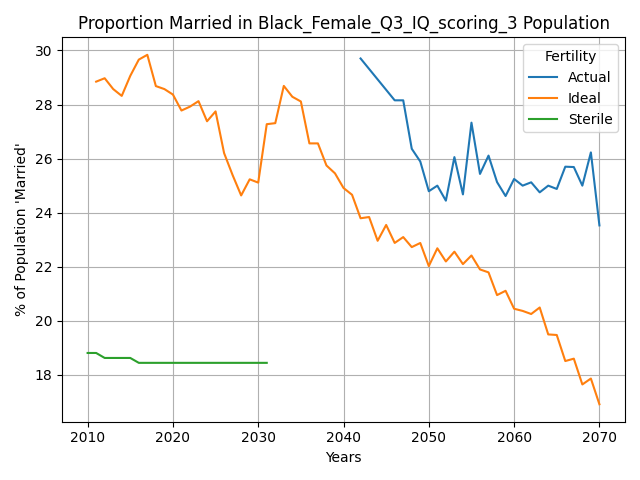 Proportion Married in Black_Female_Q3_IQ_scoring_3 Population
Fertility
Actual
Ideal
Sterile
% of Population 'Married'
30
28
26
24
22
20
18
2010 2020 2030 2040 2050 2060 2070
Years